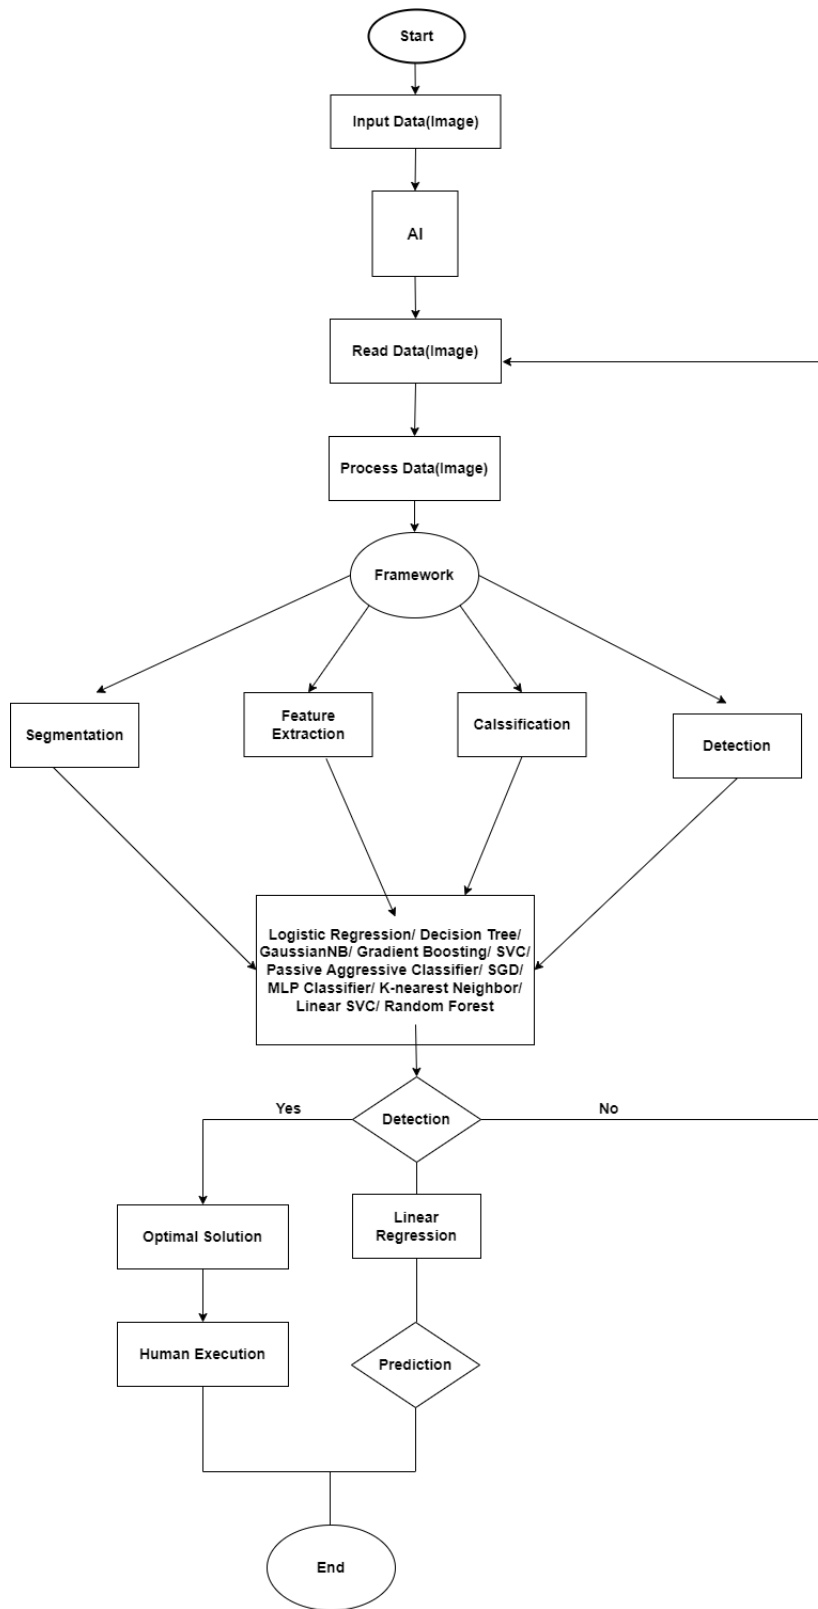 Start
Input Data(Image)
AI
Read Data(Image)
Process Data(Image)
Framework
Segmentation
Feature
Extraction
Calssification
Detection
Logistic Regression/ Decision Tree/
GaussianNB/ Gradient Boosting/ SVC/
Passive Aggressive Classifier/ SGD/
MLP Classifier/ K-nearest Neighbor/
Linear SVC/ Random Forest
Yes
Detection
No
Optimal Solution
Linear
Regression
Human Execution
Prediction
End